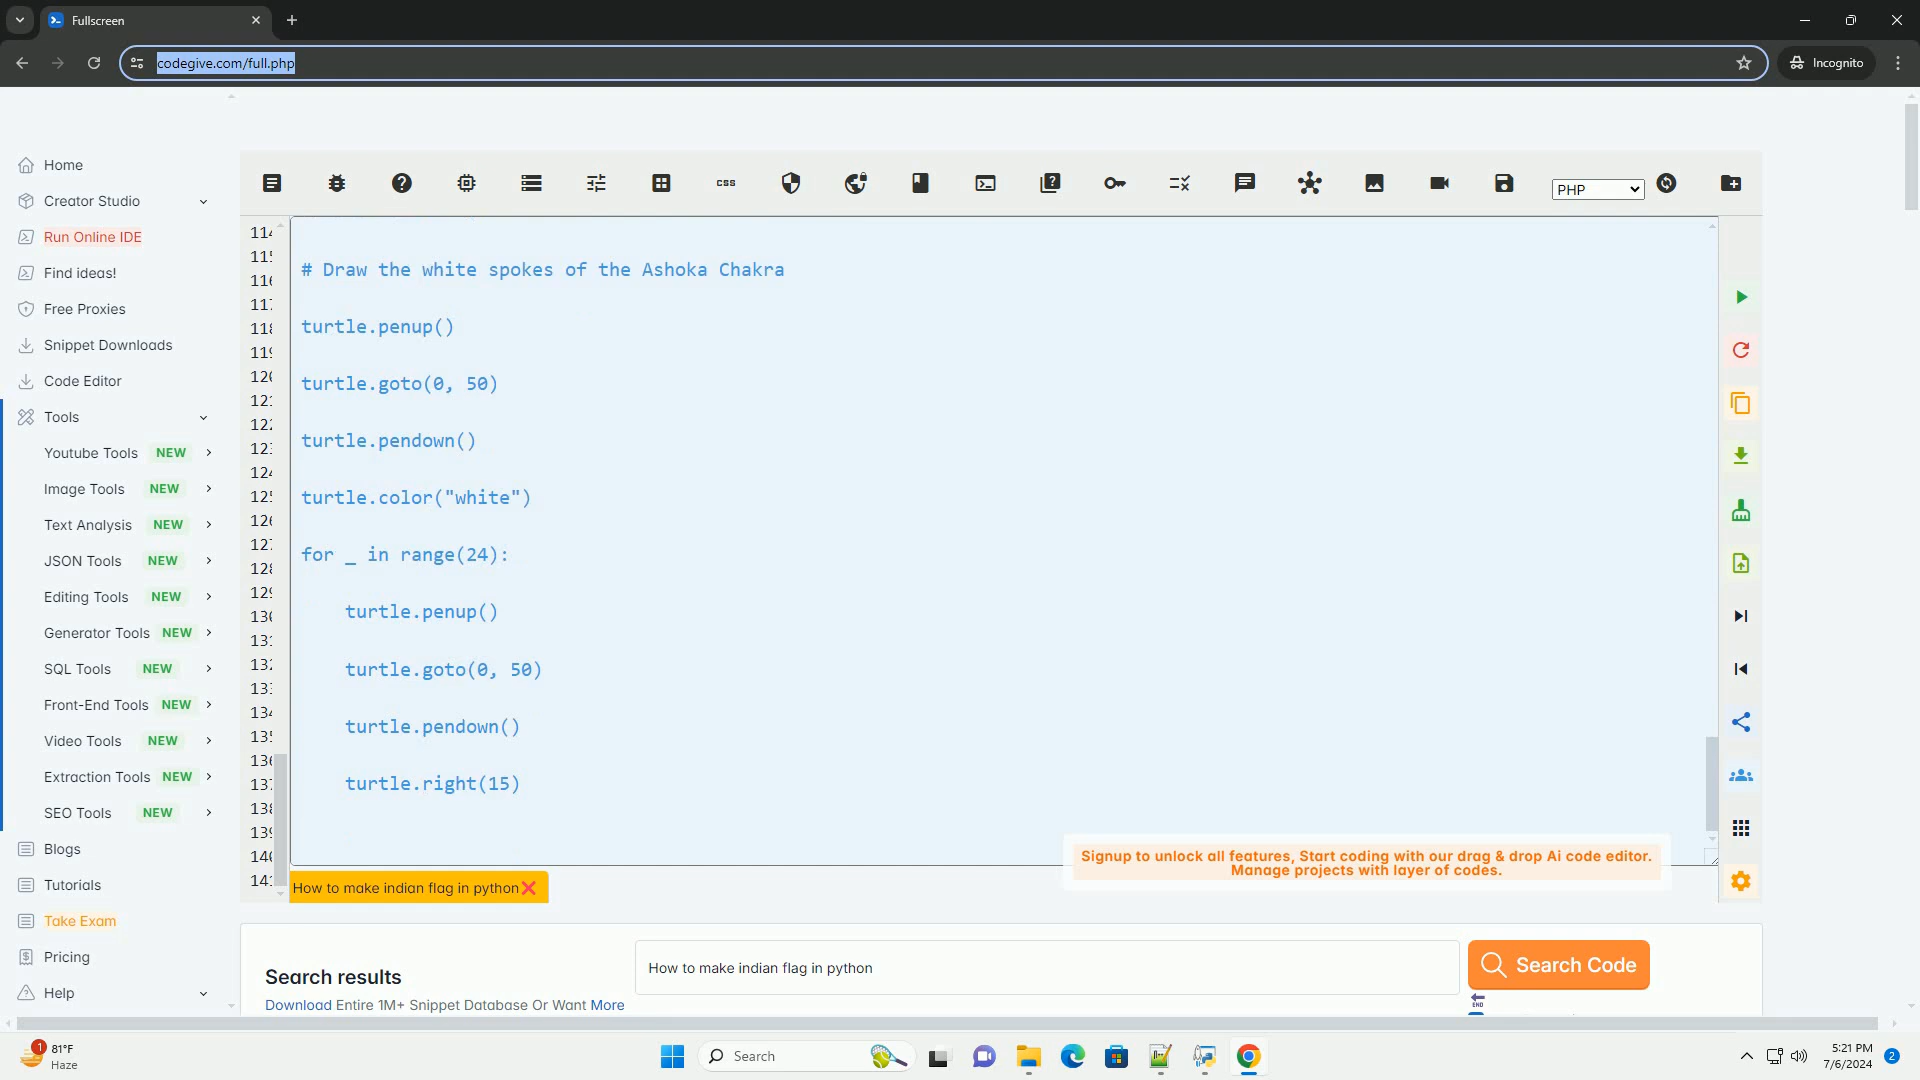 Fullscreen
codegive.com/full.php
Incognito
Home
Creator Studio
Run Online IDE
Find ideas!
Free Proxies
Snippet Downloads
Code Editor
Tools
Youtube Tools NEW
Image Tools NEW
Text Analysis NEW
JSON Tools NEW
Editing Tools NEW
Generator Tools NEW
SQL Tools NEW
Front-End Tools NEW
Video Tools NEW
Extraction Tools NEW
SEO Tools NEW
Blogs
Tutorials
Take Exam
Pricing
Help
css
PHP
# Draw the white spokes of the Ashoka Chakra
turtle.penup()
turtle.goto(0, 50)
turtle.pendown()
turtle.color("white")
for _ in range(24):
turtle.penup()
turtle.goto(0, 50)
turtle.pendown()
turtle.right(15)
Signup to unlock all features, Start coding with our drag & drop Ai code editor.
Manage projects with layer of codes.
How to make indian flag in python
Search results
How to make indian flag in python
Search Code
Download Entire 1M+ Snippet Database Or Want More
END
1
81°F
Haze
Search
5:21 PM
7/6/2024
2